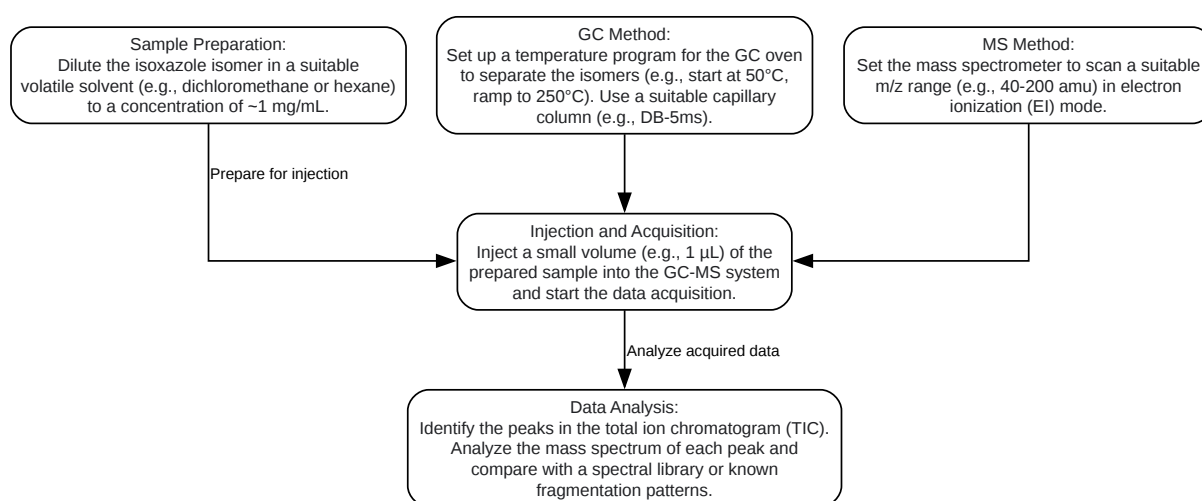 Sample Preparation:
Dilute the isoxazole isomer in a suitable
volatile solvent (e.g., dichloromethane or hexane)
to a concentration of ~1 mg/mL.
GC Method:
Set up a temperature program for the GC oven
to separate the isomers (e.g., start at 50°C,
ramp to 250°C). Use a suitable capillary
column (e.g., DB-5ms).
MS Method:
Set the mass spectrometer to scan a suitable
m/z range (e.g., 40-200 amu) in electron
ionization (EI) mode.
Prepare for injection
Injection and Acquisition:
Inject a small volume (e.g., 1 µL) of the
prepared sample into the GC-MS system
and start the data acquisition.
Analyze acquired data
Data Analysis:
Identify the peaks in the total ion chromatogram (TIC).
Analyze the mass spectrum of each peak and
compare with a spectral library or known
fragmentation patterns.